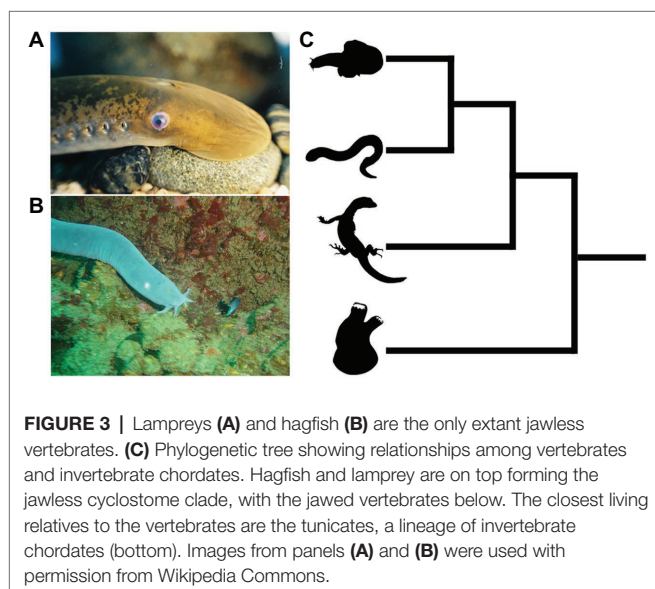 A
C
B
FIGURE 3 | Lampreys (A) and hagfish (B) are the only extant jawless
vertebrates. (C) Phylogenetic tree showing relationships among vertebrates
and invertebrate chordates. Hagfish and lamprey are on top forming the
jawless cyclostome clade, with the jawed vertebrates below. The closest living
relatives to the vertebrates are the tunicates, a lineage of invertebrate
chordates (bottom). Images from panels (A) and (B) were used with
permission from Wikipedia Commons.